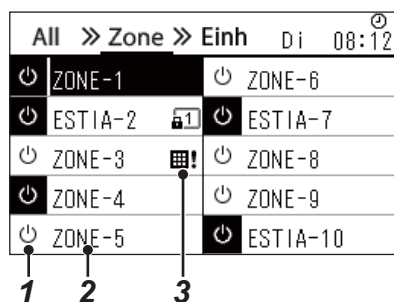 All » Zone » Einh Di 08:12
ZONE-1 ZONE-6
ESTIA-2 1 ESTIA-7
ZONE-3 ! ZONE-8
ZONE-4 ZONE-9
ZONE-5 ESTIA-10
1 2 3